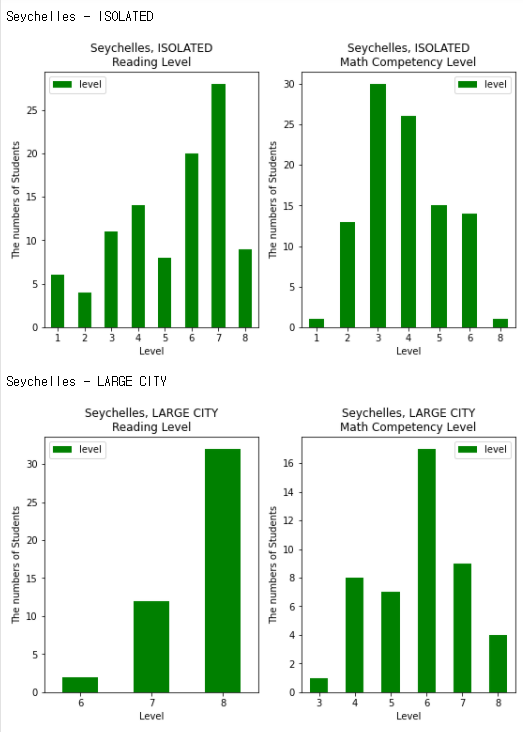 Seychelles - ISOLATED
Seychelles, ISOLATED
Reading Level
level
The numbers of Students
25
20
15
10
5
0
1 2 3 4 5 6 7 8
Level
Seychelles, ISOLATED
Math Competency Level
level
The numbers of Students
30
25
20
15
10
5
0
1 2 3 4 5 6 8
Level
Seychelles - LARGE CITY
Seychelles, LARGE CITY
Reading Level
level
The numbers of Students
30
25
20
15
10
5
0
6 7 8
Level
Seychelles, LARGE CITY
Math Competency Level
level
The numbers of Students
16
14
12
10
8
6
4
2
0
3 4 5 6 7 8
Level